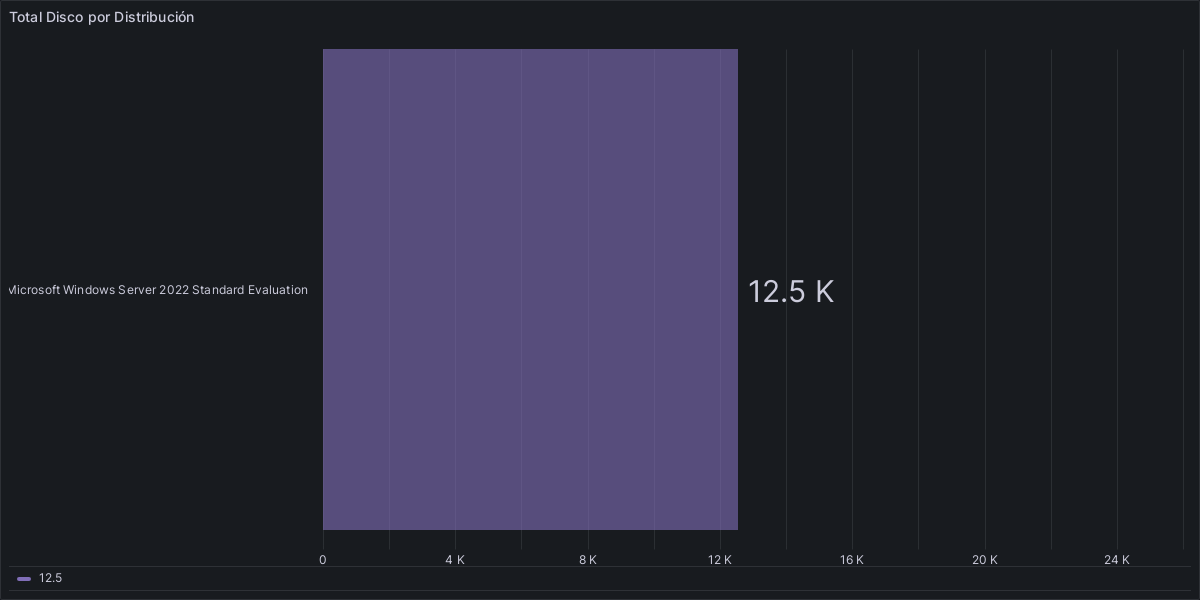 Total Disco por Distribución
Microsoft Windows Server 2022 Standard Evaluation
12.5 K
0 4 K 8 K 12 K 16 K 20 K 24 K
12.5